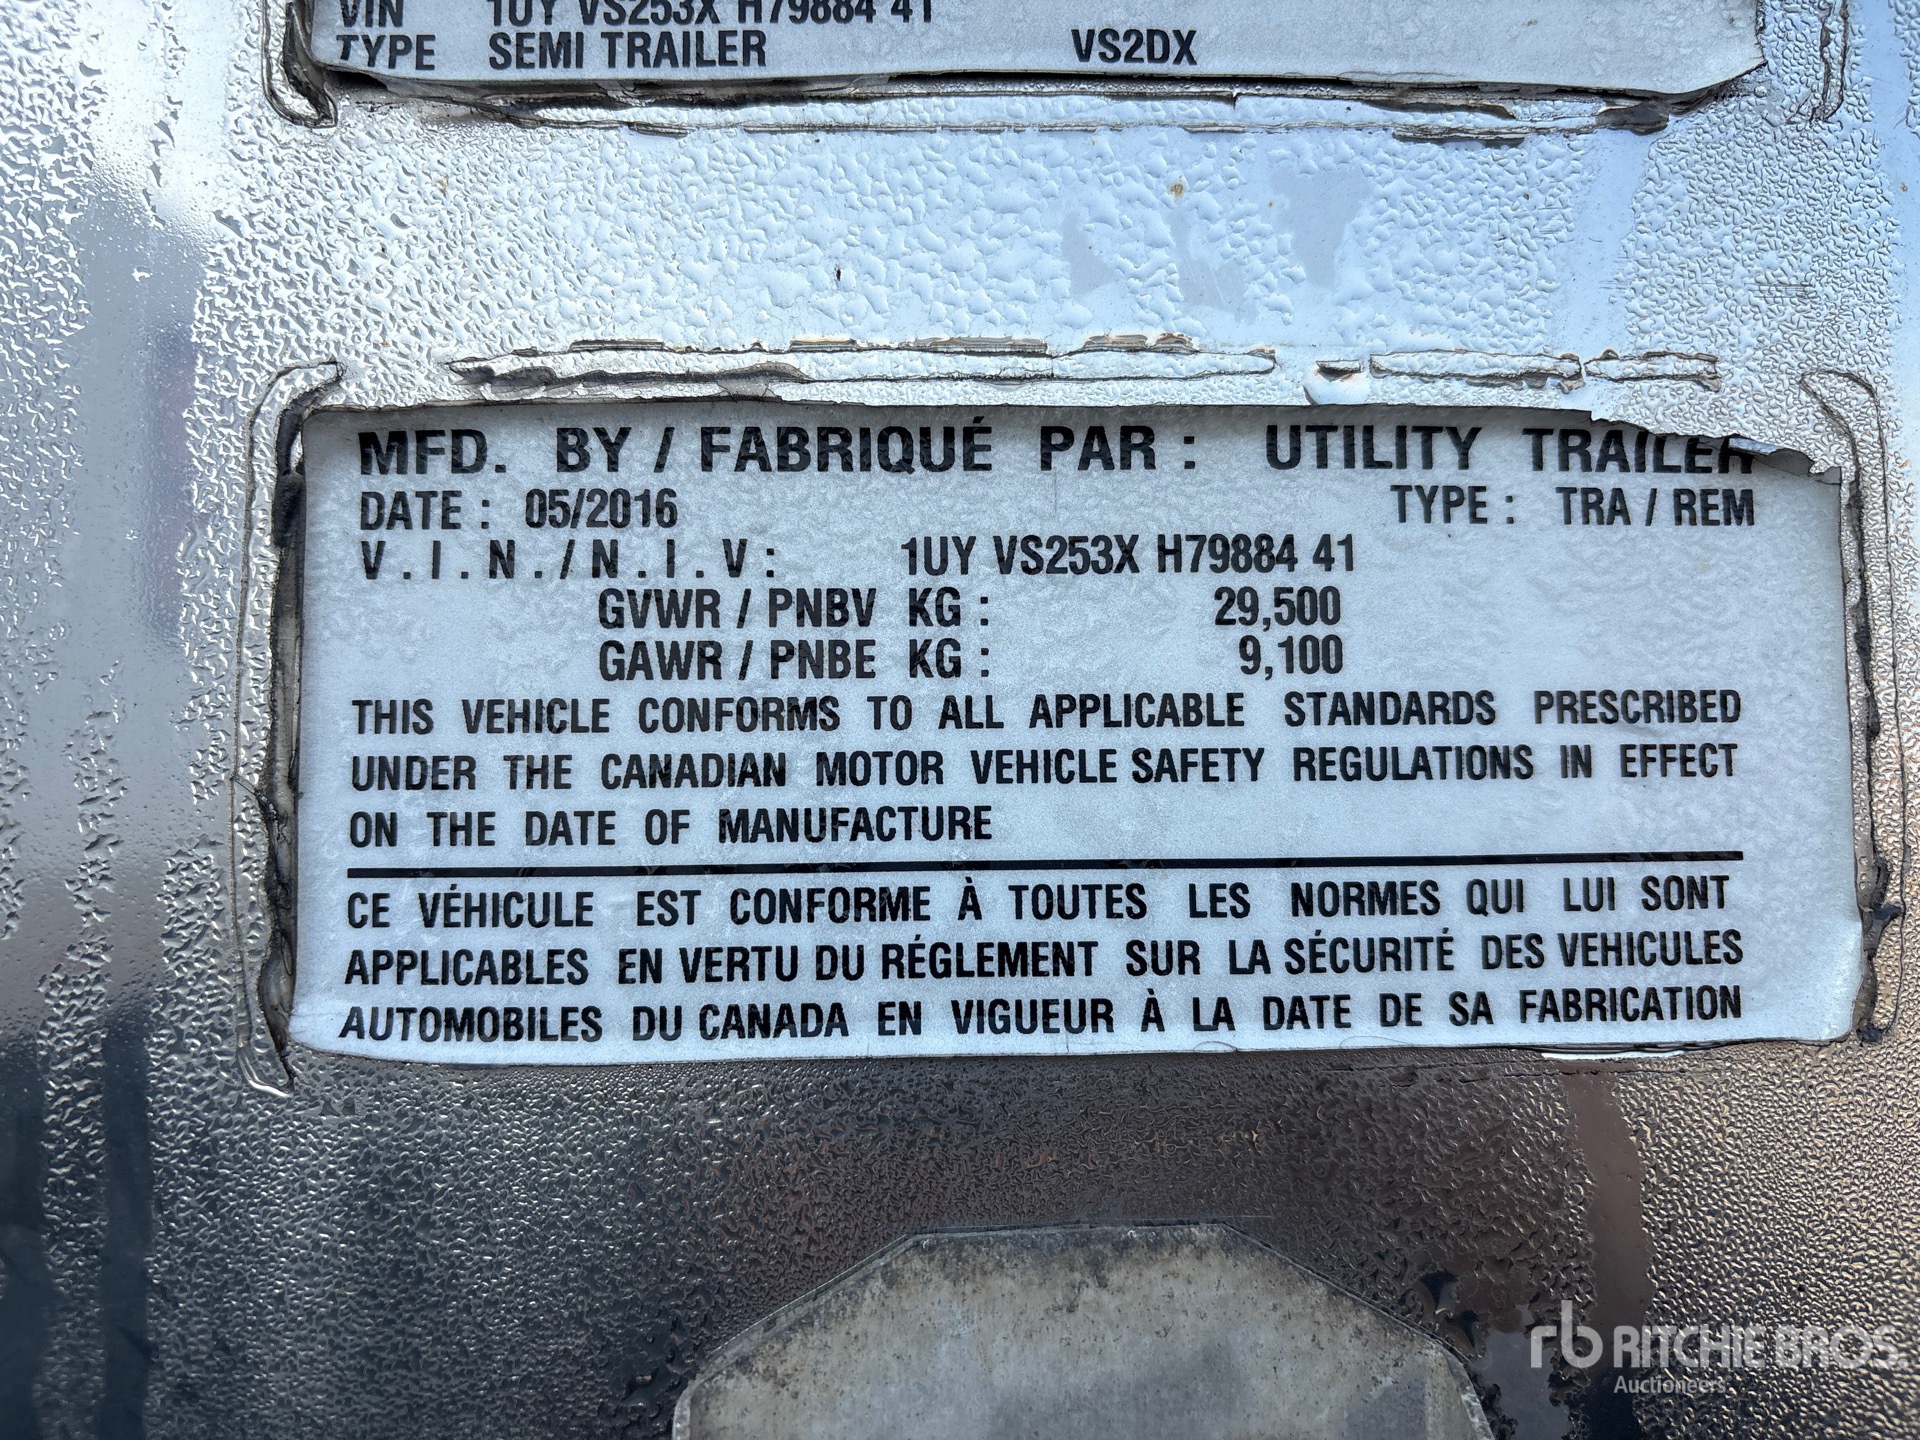 VIN 1UY VS253X H79884 41
TYPE SEMI TRAILER VS2DX
MFD. BY / FABRIQUÉ PAR : UTILITY TRAILER
DATE : 05/2016 TYPE : TRA / REM
V.I.N./N.I.V: 1UY VS253X H79884 41
GVWR / PNBV KG : 29,500
GAWR / PNBE KG : 9,100
THIS VEHICLE CONFORMS TO ALL APPLICABLE STANDARDS PRESCRIBED
UNDER THE CANADIAN MOTOR VEHICLE SAFETY REGULATIONS IN EFFECT
ON THE DATE OF MANUFACTURE
CE VÉHICULE EST CONFORME À TOUTES LES NORMES QUI LUI SONT
APPLICABLES EN VERTU DU RÉGLEMENT SUR LA SÉCURITÉ DES VEHICULES
AUTOMOBILES DU CANADA EN VIGUEUR À LA DATE DE SA FABRICATION
rb RITCHIE BROS.
Auctioneers